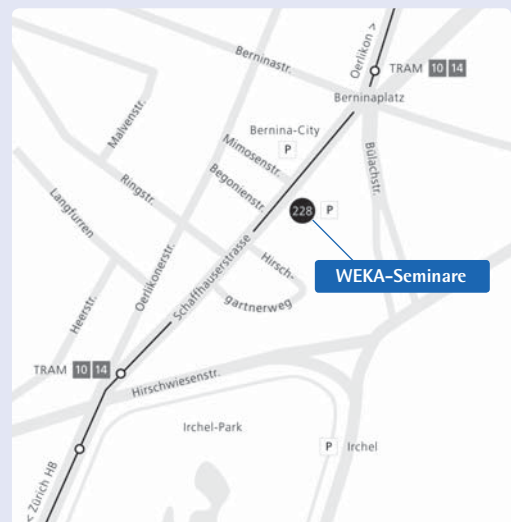 Oerlikon >
Berninastr.
TRAM 10 14
Berninaplatz
Malvenstr.
Bernina-City
P
Mimosenstr.
Bülachstr.
Ringstr.
Begonienstr.
Langfurren
228 P
Oerlikonerstr.
Schaffhauserstrasse
Hirsch-
gartnerweg
WEKA-Seminare
Heerstr.
TRAM 10 14
Hirschwiesenstr.
Irchel-Park
P Irchel
< Zürich HB